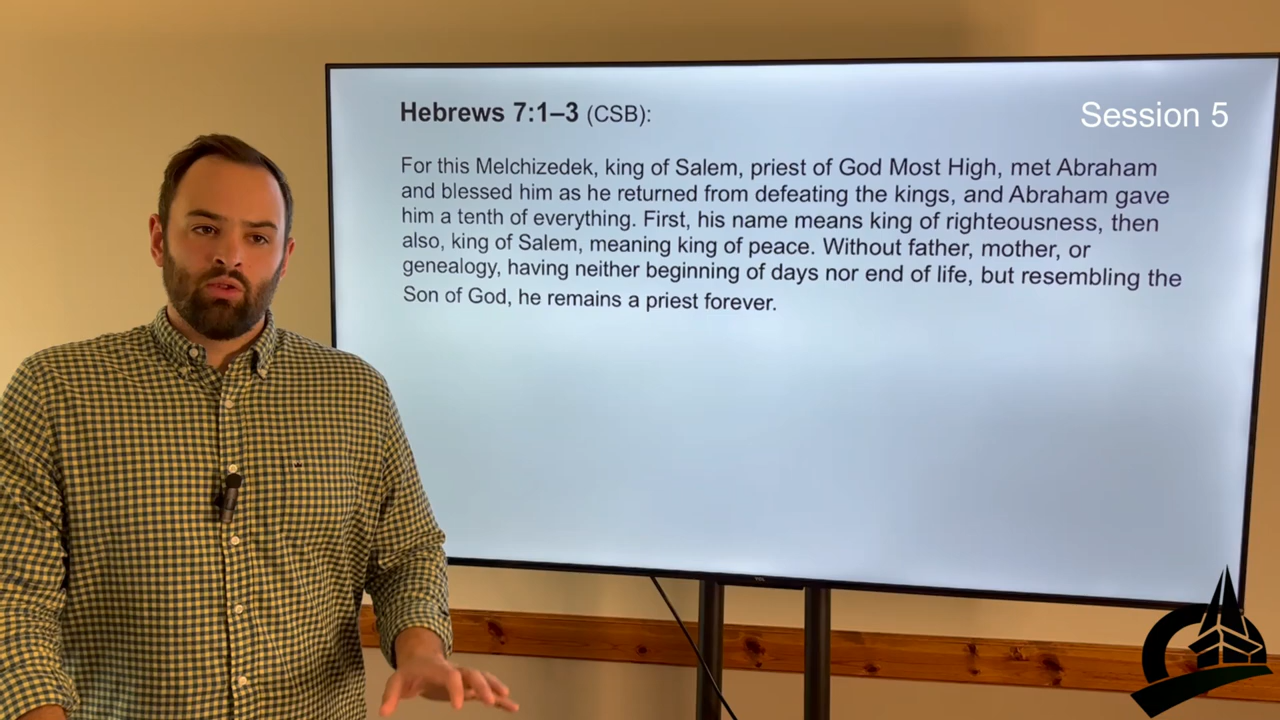 Hebrews 7:1–3 (CSB):
Session 5
For this Melchizedek, king of Salem, priest of God Most High, met Abraham
and blessed him as he returned from defeating the kings, and Abraham gave
him a tenth of everything. First, his name means king of righteousness, then
also, king of Salem, meaning king of peace. Without father, mother, or
genealogy, having neither beginning of days nor end of life, but resembling the
Son of God, he remains a priest forever.
TCL